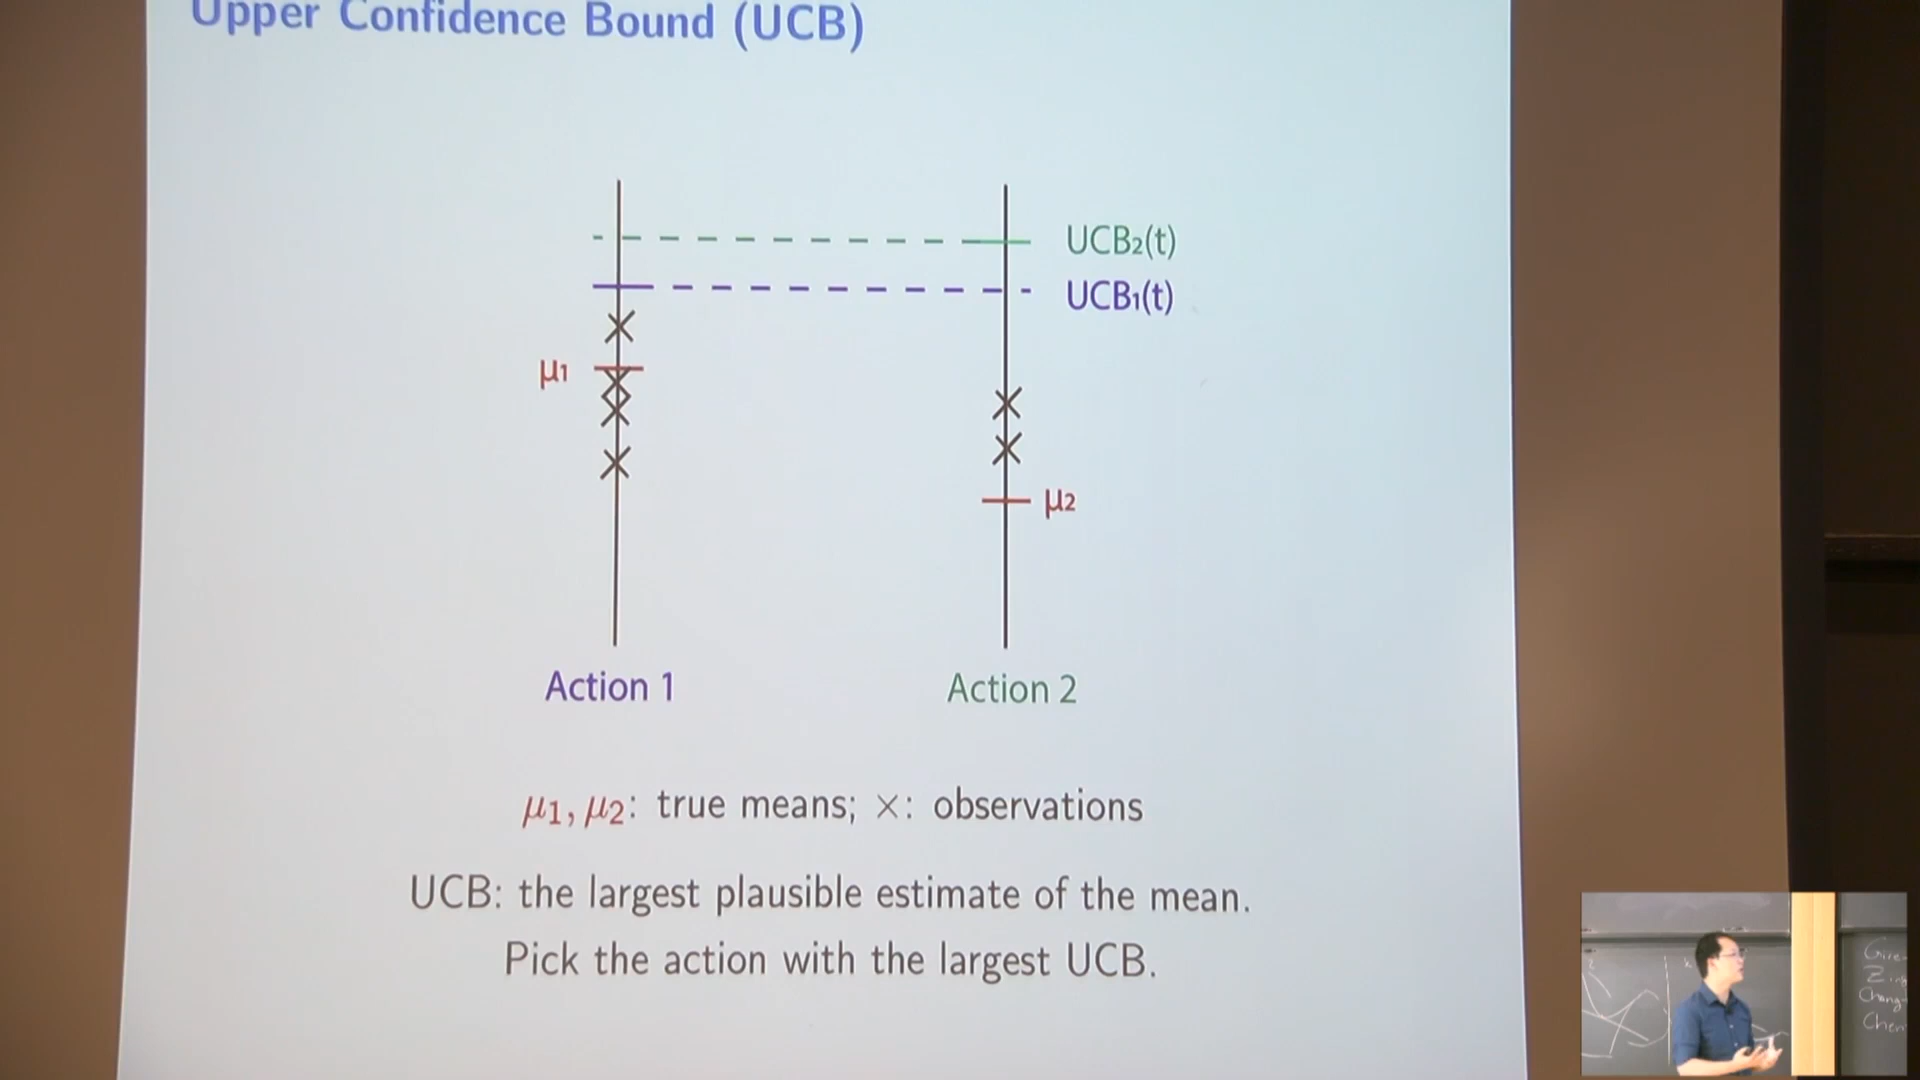 Upper Confidence Bound (UCB)
UCB₂(t)
UCB₁(t)
μ₁
μ₂
Action 1
Action 2
μ₁, μ₂: true means; ×: observations
UCB: the largest plausible estimate of the mean.
Pick the action with the largest UCB.